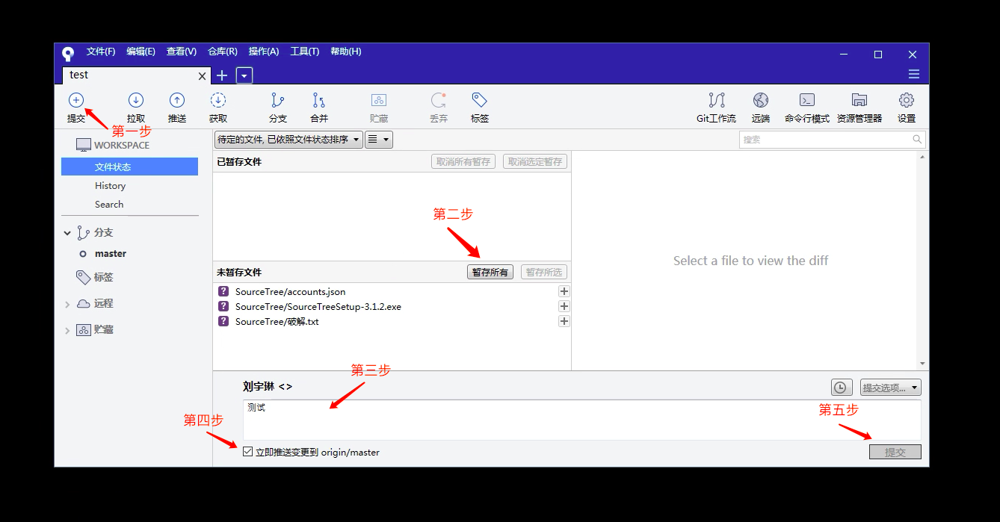 文件(F) 编辑(E) 查看(V) 仓库(R) 操作(A) 工具(T) 帮助(H)
test
提交 拉取 推送 获取 分支 合并 贮藏 丢弃 标签 Git工作流 远端 命令行模式 资源管理器 设置
第一步
WORKSPACE
待定的文件, 已依照文件状态排序
搜索
文件状态
已暂存文件 取消所有暂存 取消选定暂存
History
Search
第二步
分支
master
Select a file to view the diff
未暂存文件 暂存所有 暂存所选
标签
SourceTree/accounts.json
SourceTree/SourceTreeSetup-3.1.2.exe
远程
SourceTree/破解.txt
贮藏
第三步
刘宇琳 <>
提交选项...
测试
第五步
第四步
立即推送变更到 origin/master
提交